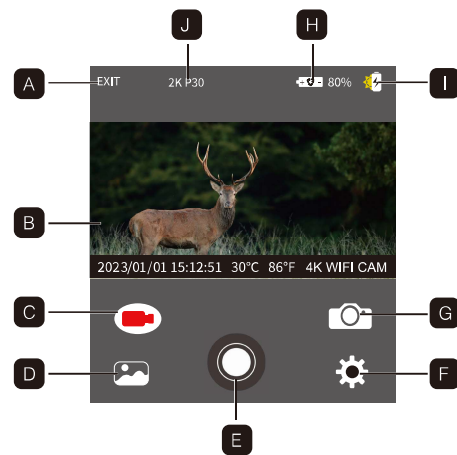 J H
A EXIT 2K P30 80% I
B
2023/01/01 15:12:51 30°C 86°F 4K WIFI CAM
C G
D F
E